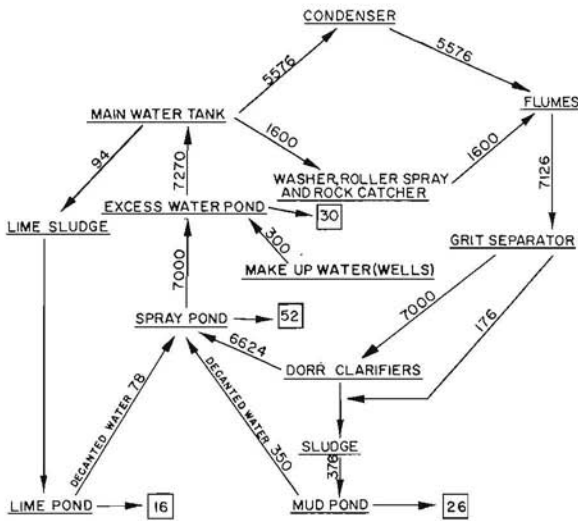 CONDENSER
5576
5576
MAIN WATER TANK
FLUMES
1600
1600
94
7270
WASHER, ROLLER SPRAY
AND ROCK CATCHER
7126
EXCESS WATER POND
30
LIME SLUDGE
300
GRIT SEPARATOR
MAKE UP WATER (WELLS)
7000
7000
176
SPRAY POND
52
6624
DORR CLARIFIERS
DECANTED WATER 78
DECANTED WATER 350
SLUDGE
376
LIME POND
16
MUD POND
26